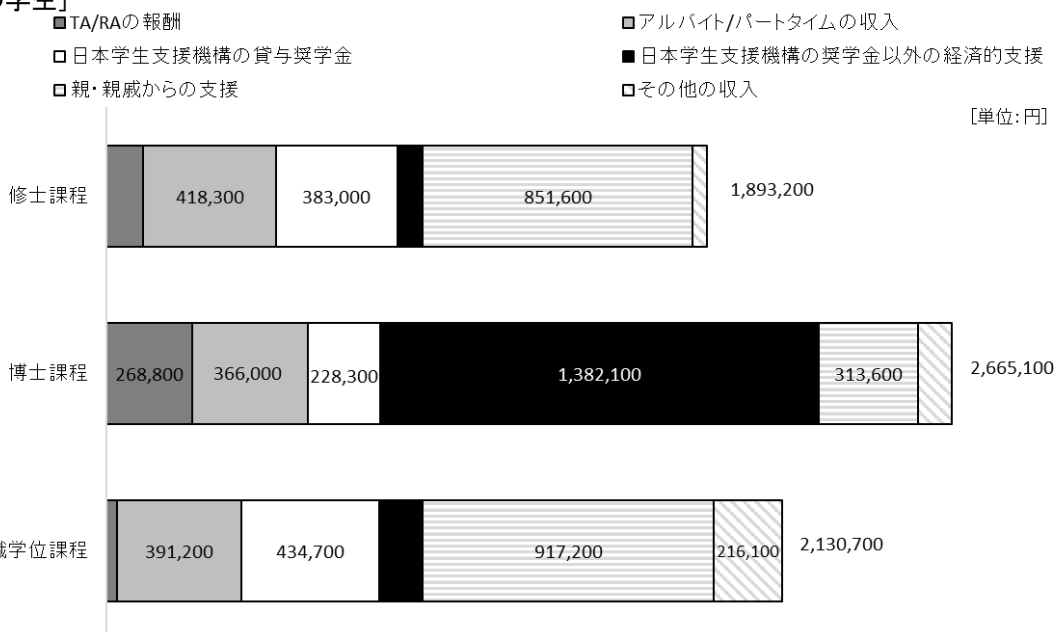 学生]
TA/RAの報酬
アルバイト/パートタイムの収入
日本学生支援機構の貸与奨学金
日本学生支援機構の奨学金以外の経済的支援
親・親戚からの支援
その他の収入
[単位:円]
修士課程 418,300 383,000 851,600 1,893,200
博士課程 268,800 366,000 228,300 1,382,100 313,600 2,665,100
学位課程 391,200 434,700 917,200 216,100 2,130,700